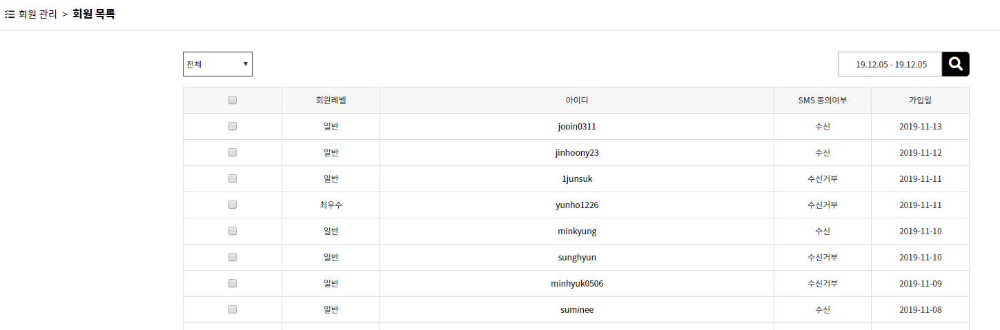 회원 관리 > 회원 목록
전체 ▼ 19.12.05 - 19.12.05
회원레벨 아이디 SMS 동의여부 가입일
일반 jooin0311 수신 2019-11-13
일반 jinhoony23 수신 2019-11-12
일반 1junsuk 수신거부 2019-11-11
최우수 yunho1226 수신거부 2019-11-11
일반 minkyung 수신 2019-11-10
일반 sunghyun 수신거부 2019-11-10
일반 minhyuk0506 수신거부 2019-11-09
일반 suminee 수신 2019-11-08